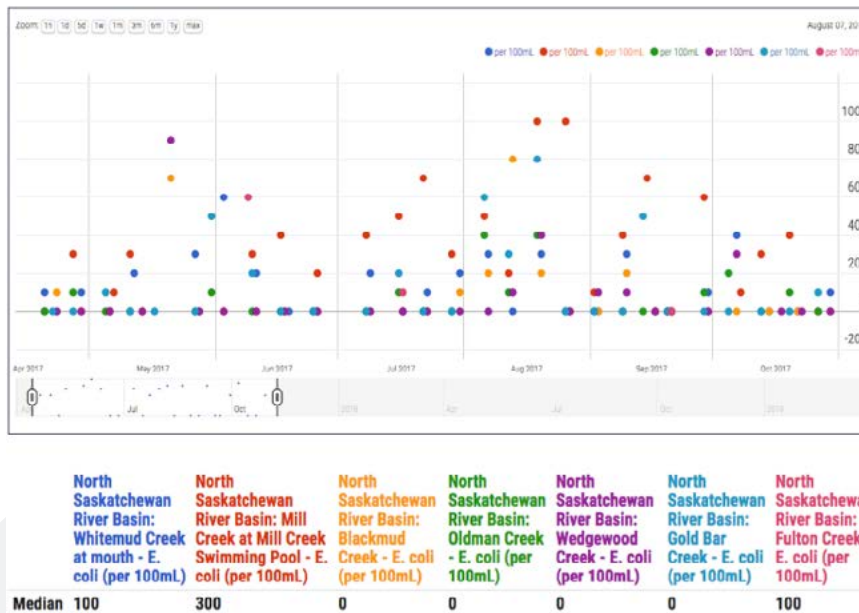 Zoom: 1h 1d 5d 1w 1m 3m 6m 1y max
August 07, 20
per 100mL per 100mL per 100mL per 100mL per 100mL per 100mL per 100m
100
80
60
40
20
0
-20
Apr 2017 May 2017 Jun 2017 Jul 2017 Aug 2017 Sep 2017 Oct 2017
Jul Oct 2018 Apr Jul Oct 2019
North North North North North North North
Saskatchewan Saskatchewan Saskatchewan Saskatchewan Saskatchewan Saskatchewan Saskatchewa
River Basin: River Basin: Mill River Basin: River Basin: River Basin: River Basin: River Basin:
Whitemud Creek Creek at Mill Creek Blackmud Oldman Creek Wedgewood Gold Bar Fulton Creek
at mouth - E. Swimming Pool - E. Creek - E. coli - E. coli (per Creek - E. coli Creek - E. coli E. coli (per
coli (per 100mL) coli (per 100mL) (per 100mL) 100mL) (per 100mL) (per 100mL) 100mL)
Median 100 300 0 0 0 0 100